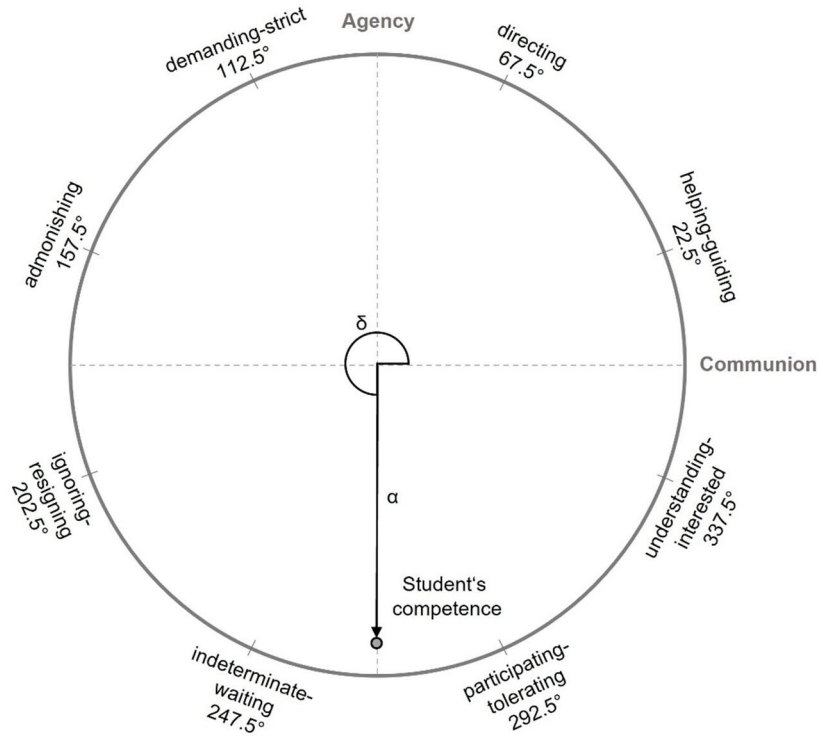 Agency
demanding-strict
112.5°
directing
67.5°
admonishing
157.5°
helping-guiding
22.5°
δ
Communion
α
ignoring-
resigning
202.5°
understanding-
interested
337.5°
Student‘s
competence
indeterminate-
waiting
247.5°
participating-
tolerating
292.5°